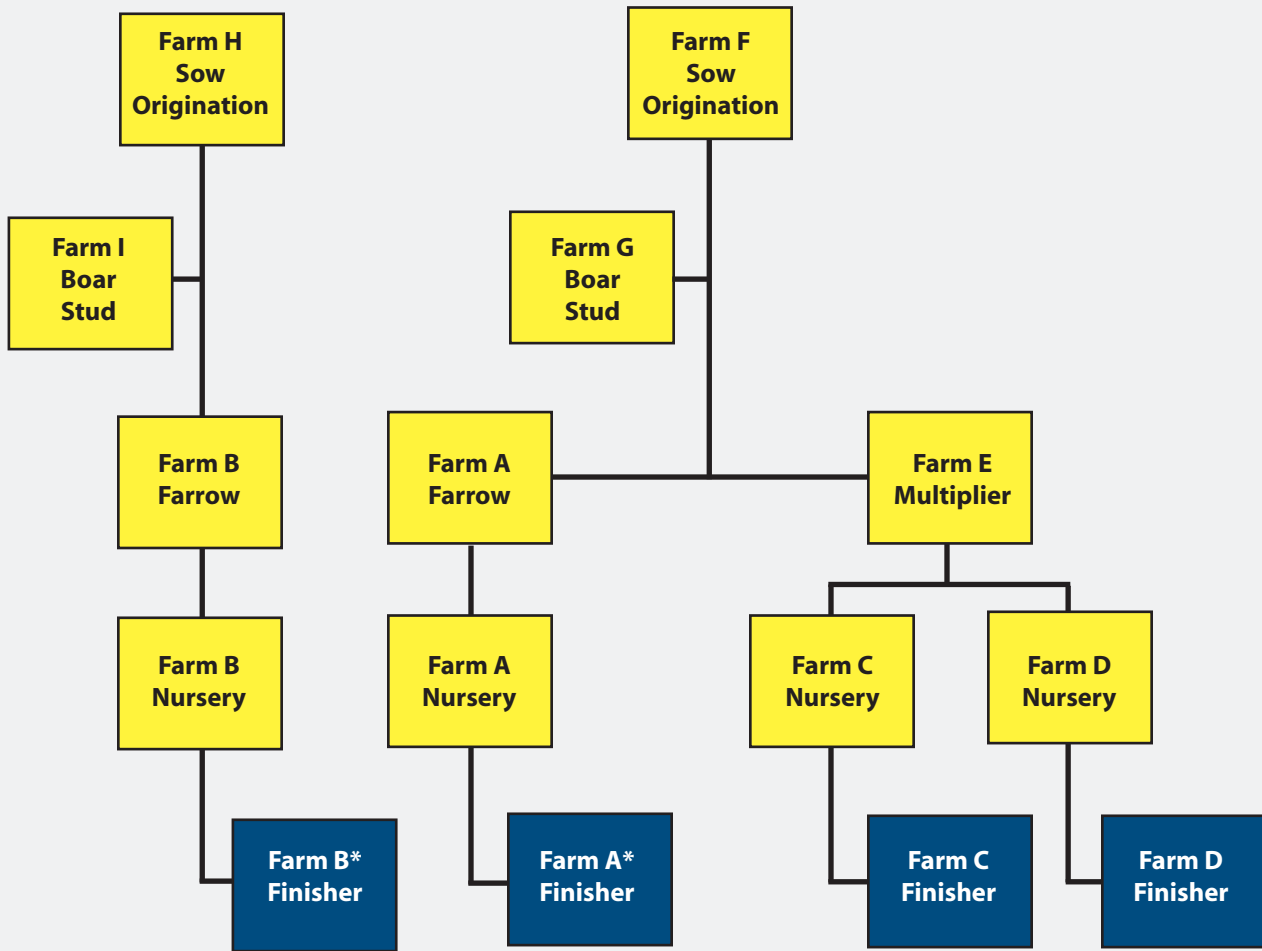 Farm H
Sow
Origination
Farm F
Sow
Origination
Farm I
Boar
Stud
Farm G
Boar
Stud
Farm B
Farrow
Farm A
Farrow
Farm E
Multiplier
Farm B
Nursery
Farm A
Nursery
Farm C
Nursery
Farm D
Nursery
Farm B*
Finisher
Farm A*
Finisher
Farm C
Finisher
Farm D
Finisher